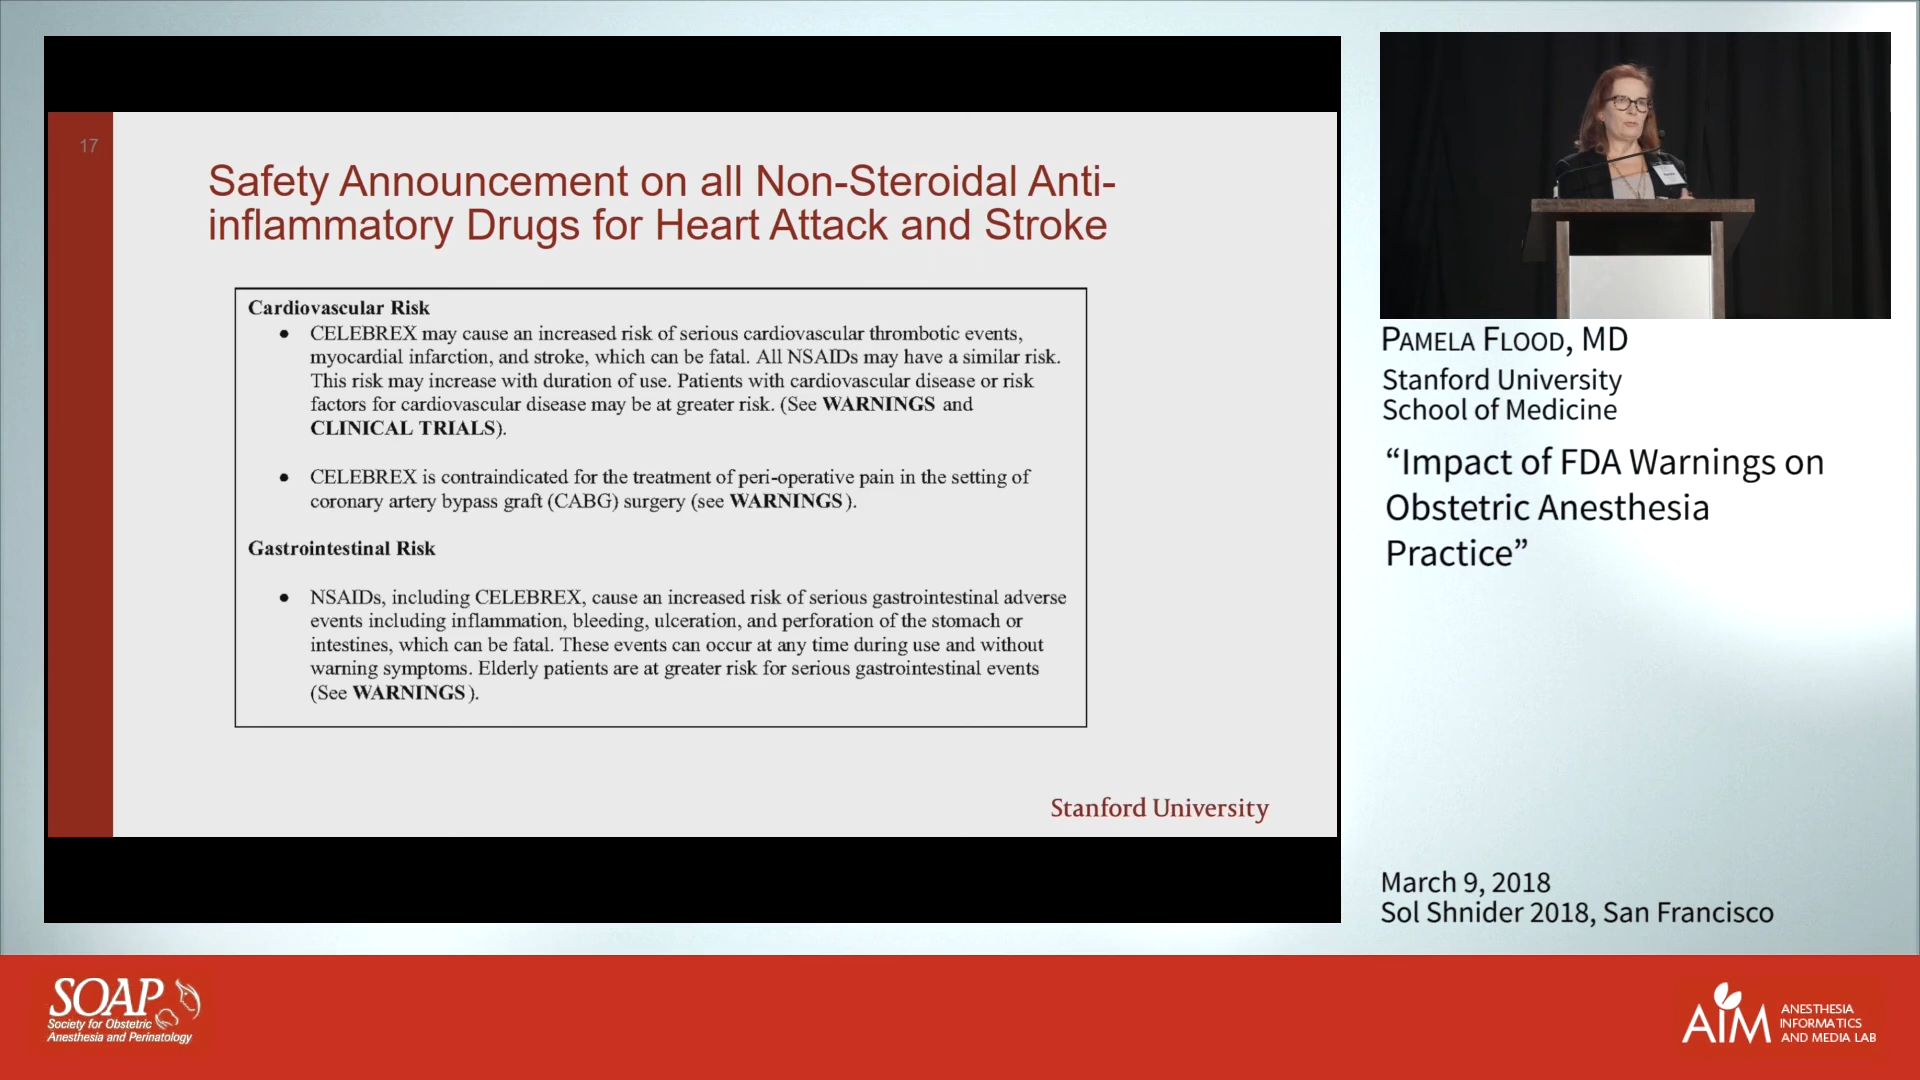 17
Safety Announcement on all Non-Steroidal Anti-
inflammatory Drugs for Heart Attack and Stroke
Cardiovascular Risk
● CELEBREX may cause an increased risk of serious cardiovascular thrombotic events,
myocardial infarction, and stroke, which can be fatal. All NSAIDs may have a similar risk.
This risk may increase with duration of use. Patients with cardiovascular disease or risk
factors for cardiovascular disease may be at greater risk. (See WARNINGS and
CLINICAL TRIALS).
● CELEBREX is contraindicated for the treatment of peri-operative pain in the setting of
coronary artery bypass graft (CABG) surgery (see WARNINGS).
Gastrointestinal Risk
● NSAIDs, including CELEBREX, cause an increased risk of serious gastrointestinal adverse
events including inflammation, bleeding, ulceration, and perforation of the stomach or
intestines, which can be fatal. These events can occur at any time during use and without
warning symptoms. Elderly patients are at greater risk for serious gastrointestinal events
(See WARNINGS).
Stanford University
PAMELA FLOOD, MD
Stanford University
School of Medicine
“Impact of FDA Warnings on
Obstetric Anesthesia
Practice”
March 9, 2018
Sol Shnider 2018, San Francisco
SOAP
Society for Obstetric
Anesthesia and Perinatology
AIM
ANESTHESIA
INFORMATICS
AND MEDIA LAB